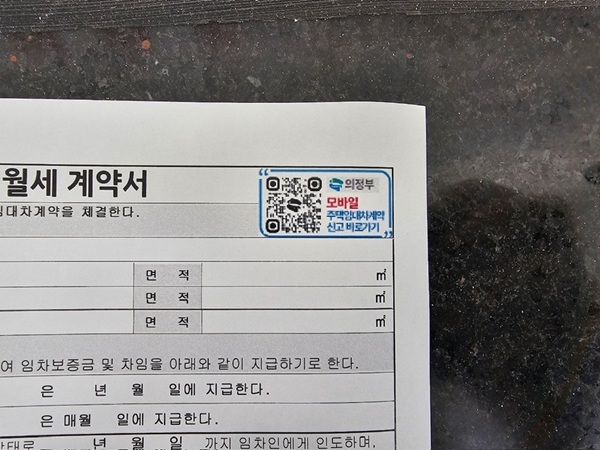 월세 계약서
의정부
모바일
주택임대차계약
신고 바로가기
임대차계약을 체결한다.
면 적 ㎡
면 적 ㎡
면 적 ㎡
여 임차보증금 및 차임을 아래와 같이 지급하기로 한다.
은 년 월 일에 지급한다.
은 매월 일에 지급한다.
상태로 년 월 일 까지 임차인에게 인도하며,